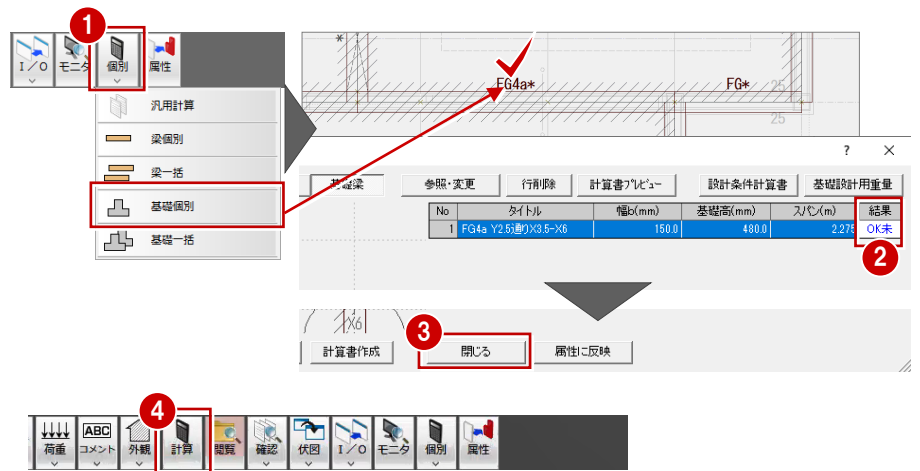 1
I/O モニタ 個別 属性
汎用計算
梁個別
梁一括
基礎個別
基礎一括
*
FG4a*
FG*
25
25
? ×
基礎梁 参照・変更 行削除 計算書プレビュー 設計条件計算書 基礎設計用重量
No タイトル 幅b(mm) 基礎高(mm) スパン(m) 結果
1 FG4a Y2.5通りX3.5-X6 150.0 480.0 2.275 OK未
2
X6
3
計算書作成 閉じる 属性に反映
4
荷重 コメント 外観 計算 閲覧 確認 伏図 I/O モニタ 個別 属性
ABC